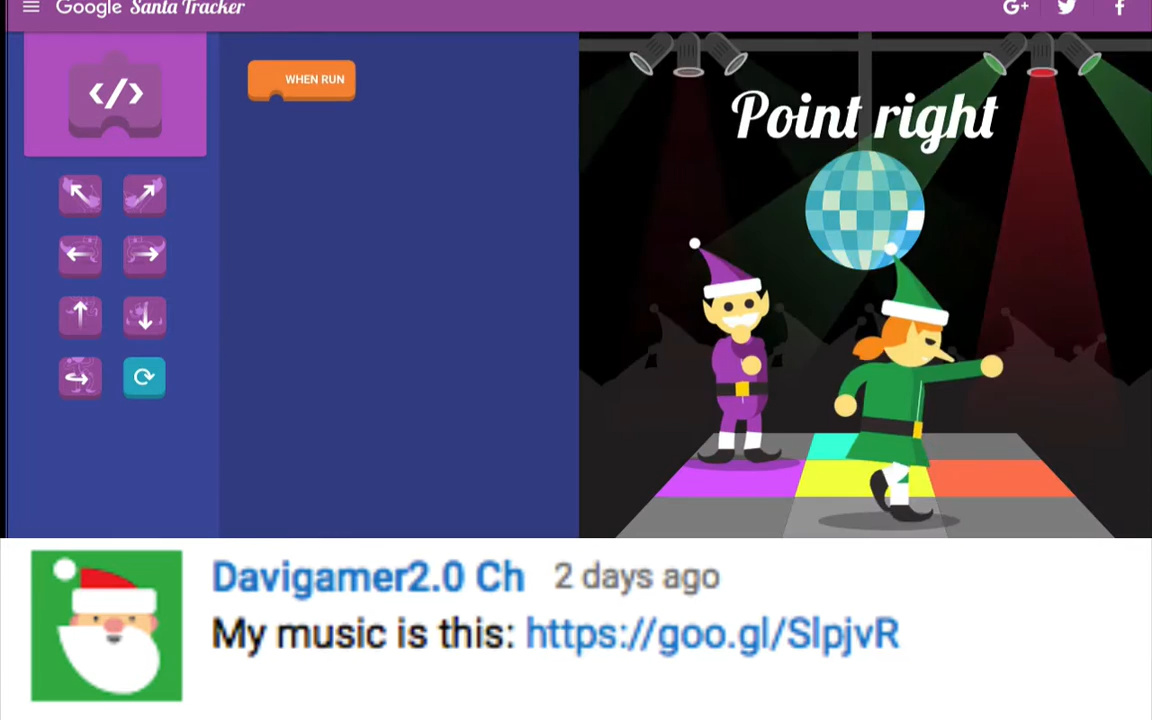 Google Santa Tracker
WHEN RUN
Point right
Davigamer2.0 Ch 2 days ago
My music is this: https://goo.gl/SlpjvR